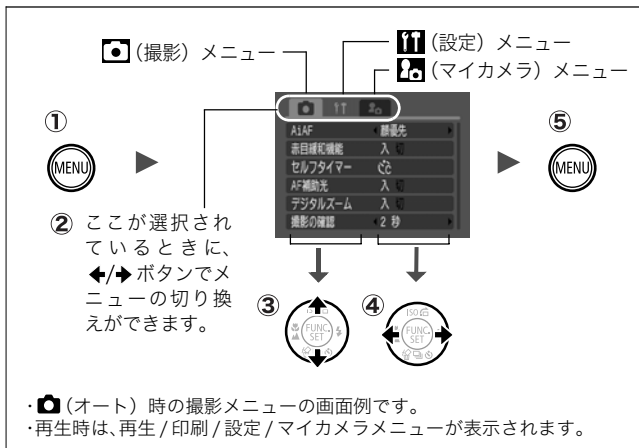 (撮影) メニュー
(設定) メニュー
(マイカメラ) メニュー
①
MENU
AiAF 顔優先
赤目緩和機能 入 切
セルフタイマー
AF補助光 入 切
デジタルズーム 入 切
撮影の確認 2 秒
⑤
MENU
② ここが選択され
ているときに、
/ ボタンでメ
ニューの切り換
えができます。
③
FUNC.
SET
④
ISO
FUNC.
SET
・ (オート) 時の撮影メニューの画面例です。
・再生時は、再生 / 印刷 / 設定 / マイカメラメニューが表示されます。